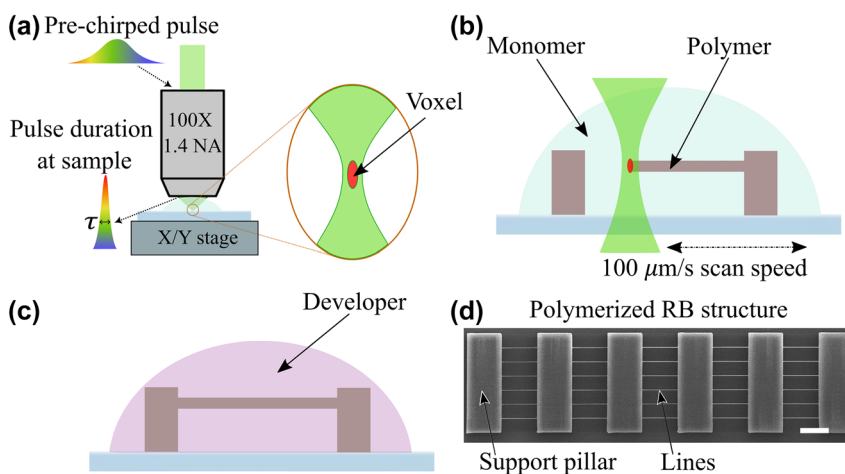 (a)
Pre-chirped pulse
100X
1.4 NA
Voxel
Pulse duration
at sample
τ
X/Y stage
(b)
Monomer
Polymer
100 μm/s scan speed
(c)
Developer
(d)
Polymerized RB structure
Support pillar
Lines